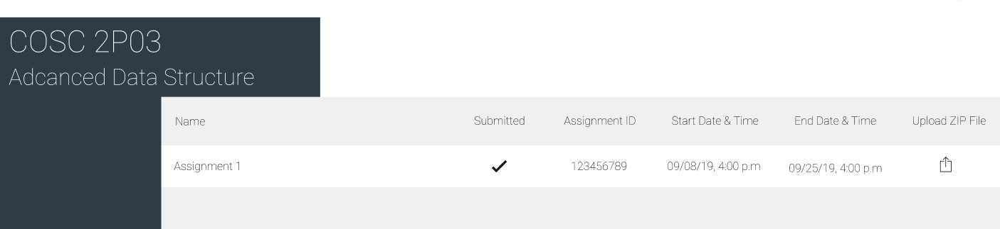 COSC 2P03
Adcanced Data Structure
Name Submitted Assignment ID Start Date & Time End Date & Time Upload ZIP File
Assignment 1 123456789 09/08/19, 4:00 p.m 09/25/19, 4:00 p.m